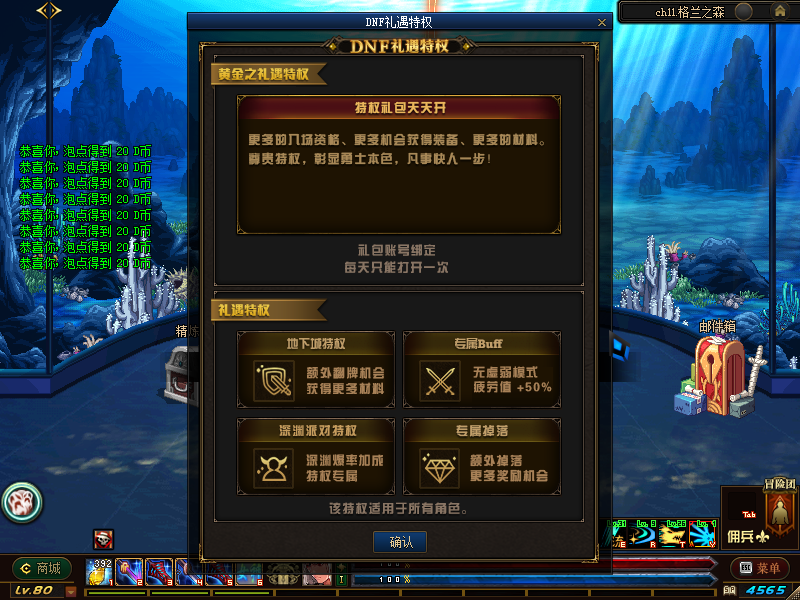 ch11.格兰之森
DNF礼遇特权
DNF礼遇特权
黄金之礼遇特权
特权礼包天天开
更多的入场资格、更多机会获得装备、更多的材料。
尊贵特权，彰显勇士本色，凡事快人一步！
礼包账号绑定
每天只能打开一次
恭喜你，泡点得到 20 D币
恭喜你，泡点得到 20 D币
恭喜你，泡点得到 20 D币
恭喜你，泡点得到 20 D币
恭喜你，泡点得到 20 D币
恭喜你，泡点得到 20 D币
恭喜你，泡点得到 20 D币
恭喜你，泡点得到 20 D币
礼遇特权
精炼
邮件箱
地下城特权
额外翻牌机会
获得更多材料
专属Buff
无虚弱模式
疲劳值 +50%
深渊派对特权
深渊爆率加成
特权专属
专属掉落
额外掉落
更多奖励机会
该特权适用于所有角色。
确认
冒险团
Tab
佣兵
商城
Lv.80
392
100%
100%
ESC 菜单
4565